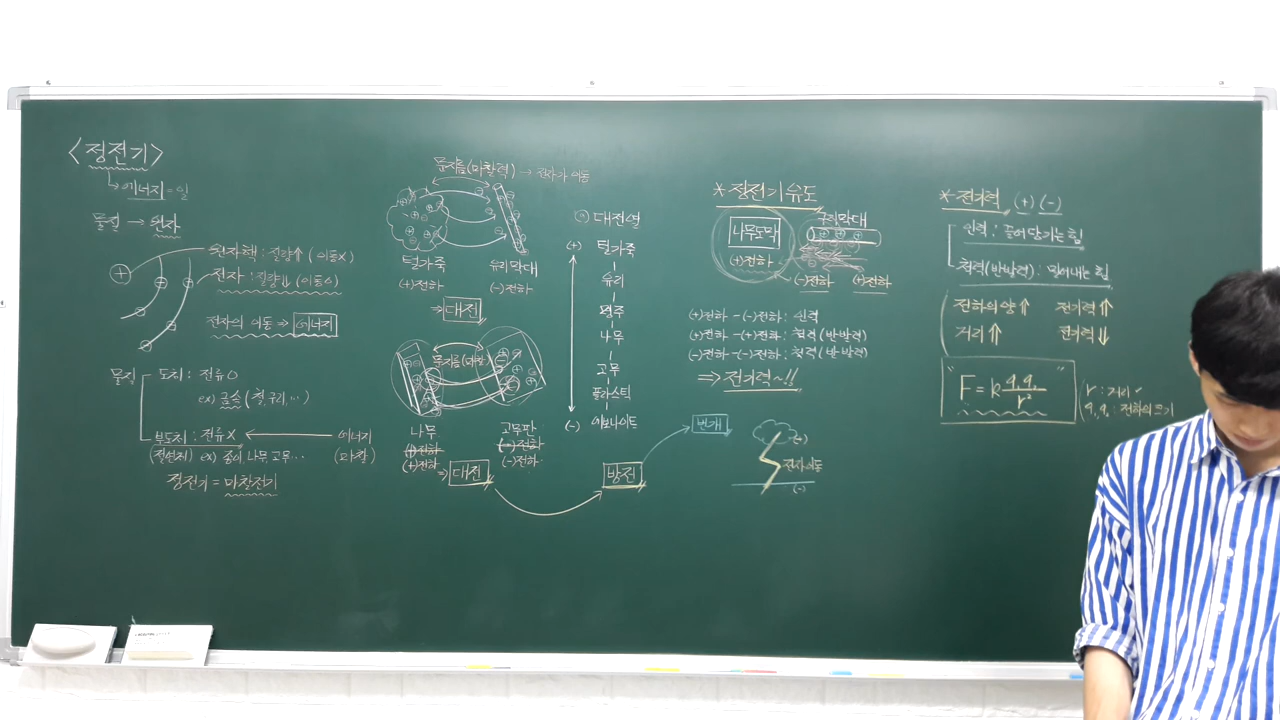 <정전기>
↳ 에너지 = 일
물질 → 원자
원자핵 : 질량↑ (이동X)
전자 : 질량↓ (이동O)
전자의 이동 ⇒ 에너지
물질
도체 : 전류O
ex) 금속 (철, 구리, …)
부도체 : 전류X
에너지
(절연체) ex) 종이, 나무, 고무…
(마찰)
정전기 = 마찰전기
문지름(마찰력) → 전하가 이동
털가죽
유리막대
(+)전하
(-)전하
⇒ 대전
문지름(마찰)
나무
고무판
(+)전하
(-)전하
(+)전하
(-)전하
⇒ 대전
대전열
(+)
털가죽
유리
명주
나무
고무
플라스틱
(-)
에보나이트
방전
번개
(-)
전자이동
(-)
*정전기유도
나무도막
(+)전하
(-)전하
(+)전하
(+)전하 - (-)전하 : 인력
(+)전하 - (+)전하 : 척력 (반발력)
(-)전하 - (-)전하 : 척력 (반발력)
⇒ 전기력~!!
*전기력 (+) (-)
인력 : 끌어당기는 힘
척력(반발력) : 밀어내는 힘
전하의 양↑ 전기력↑
거리↑ 전기력↓
"F = k q₁q₂/r²"
r : 거리
q₁, q₂ : 전하의 크기